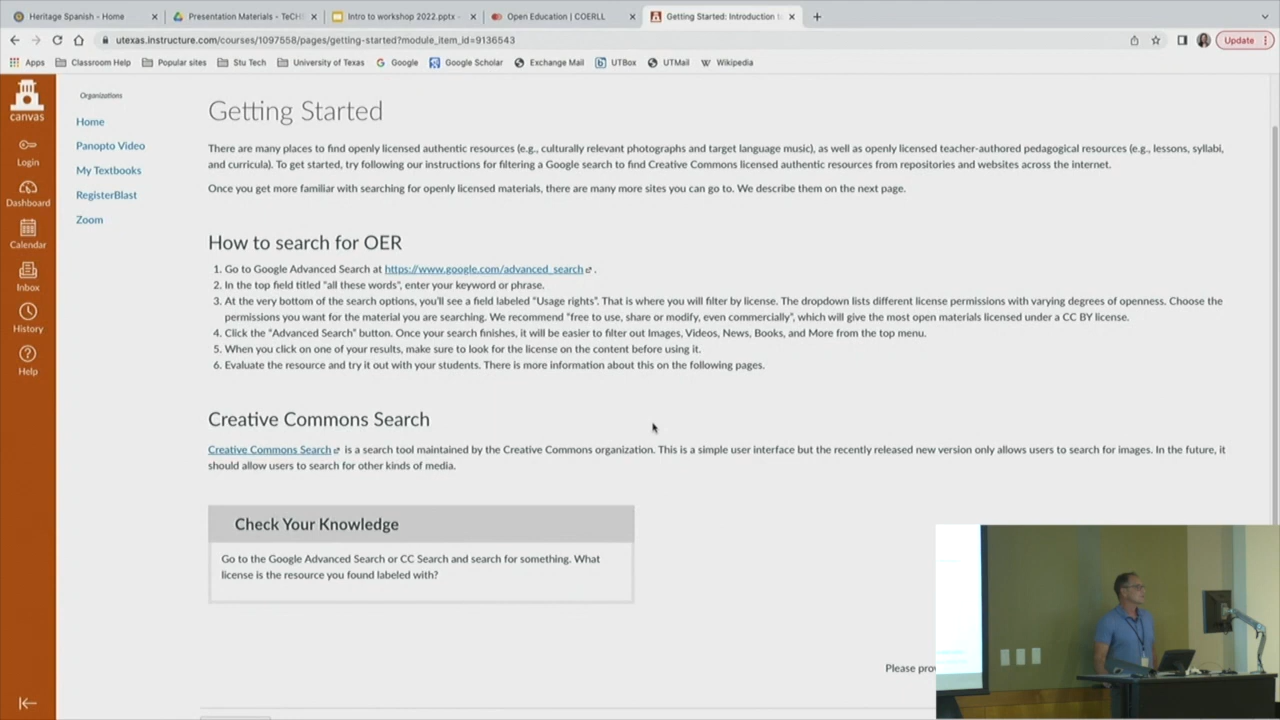 Heritage Spanish - Home
Presentation Materials - TeCH
Intro to workshop 2022.pptx -
Open Education | COERLL
Getting Started: Introduction t
utexas.instructure.com/courses/1097558/pages/getting-started?module_item_id=9136543
Update
Apps
Classroom Help
Popular sites
Stu Tech
University of Texas
Google
Google Scholar
Exchange Mail
UTBox
UTMail
Wikipedia
canvas
Login
Dashboard
Calendar
Inbox
History
Help
Organizations
Home
Panopto Video
My Textbooks
RegisterBlast
Zoom
Getting Started
There are many places to find openly licensed authentic resources (e.g., culturally relevant photographs and target language music), as well as openly licensed teacher-authored pedagogical resources (e.g., lessons, syllabi,
and curricula). To get started, try following our instructions for filtering a Google search to find Creative Commons licensed authentic resources from repositories and websites across the internet.
Once you get more familiar with searching for openly licensed materials, there are many more sites you can go to. We describe them on the next page.
How to search for OER
1. Go to Google Advanced Search at https://www.google.com/advanced_search .
2. In the top field titled "all these words", enter your keyword or phrase.
3. At the very bottom of the search options, you'll see a field labeled "Usage rights". That is where you will filter by license. The dropdown lists different license permissions with varying degrees of openness. Choose the
permissions you want for the material you are searching. We recommend "free to use, share or modify, even commercially", which will give the most open materials licensed under a CC BY license.
4. Click the "Advanced Search" button. Once your search finishes, it will be easier to filter out Images, Videos, News, Books, and More from the top menu.
5. When you click on one of your results, make sure to look for the license on the content before using it.
6. Evaluate the resource and try it out with your students. There is more information about this on the following pages.
Creative Commons Search
Creative Commons Search is a search tool maintained by the Creative Commons organization. This is a simple user interface but the recently released new version only allows users to search for images. In the future, it
should allow users to search for other kinds of media.
Check Your Knowledge
Go to the Google Advanced Search or CC Search and search for something. What
license is the resource you found labeled with?
Please pro